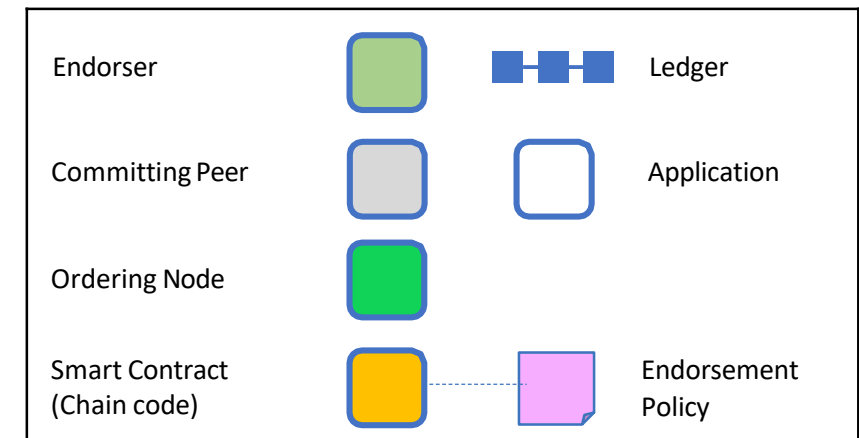 Endorser
Ledger
Committing Peer
Application
Ordering Node
Smart Contract
(Chain code)
Endorsement
Policy